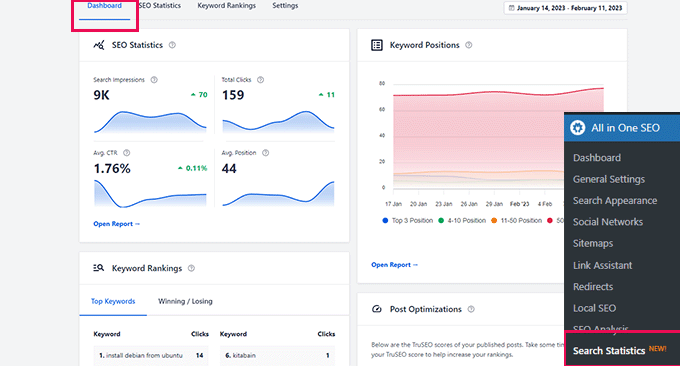 Dashboard
SEO Statistics
Keyword Rankings
Settings
January 14, 2023 - February 11, 2023
SEO Statistics
Search Impressions
9K
70
Total Clicks
159
11
Avg. CTR
1.76%
0.11%
Avg. Position
44
Open Report →
Keyword Positions
80
60
40
20
0
17 Jan
20 Jan
23 Jan
26 Jan
29 Jan
Feb '23
4 Feb
Top 3 Position
4-10 Position
11-50 Position
50
Open Report →
Keyword Rankings
Top Keywords
Winning / Losing
Keyword
Clicks
Keyword
Clicks
1. install debian from ubuntu
14
6. kitabain
1
Post Optimizations
Below are the TruSEO scores of your published posts. Take some tim
your TruSEO score to help increase your rankings.
All in One SEO
Dashboard
General Settings
Search Appearance
Social Networks
Sitemaps
Link Assistant
Redirects
Local SEO
SEO Analysis
Search Statistics NEW!